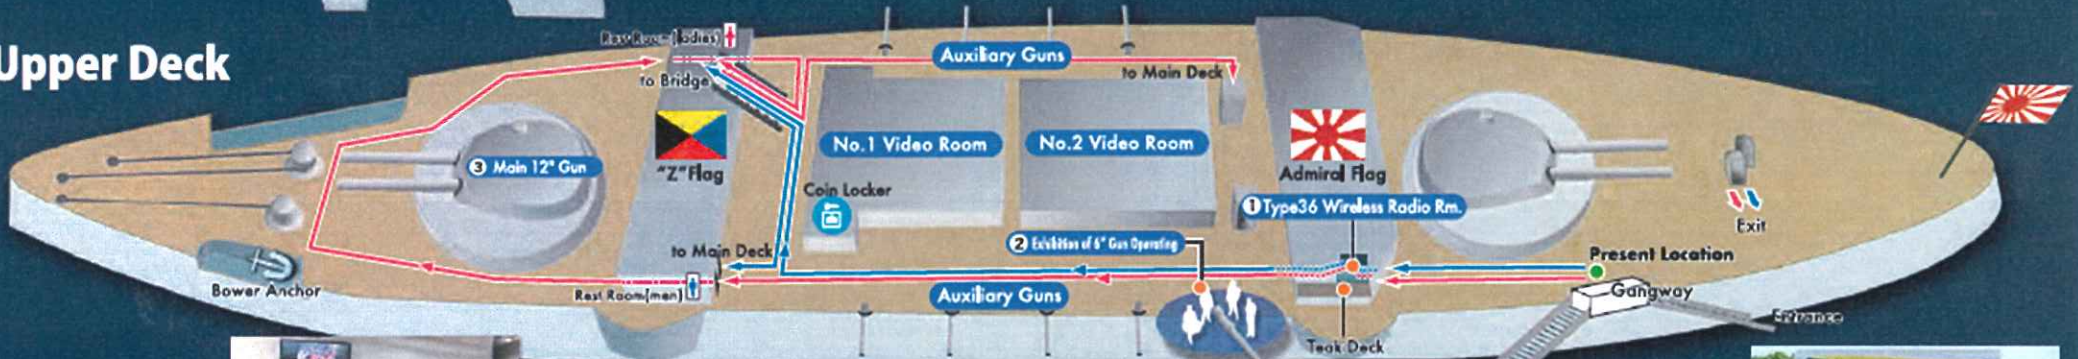 Upper Deck
Rest Room(ladies)
to Bridge
Auxiliary Guns
to Main Deck
③ Main 12" Gun
"Z" Flag
No.1 Video Room
No.2 Video Room
Admiral Flag
Coin Locker
①Type36 Wireless Radio Rm.
② Exhibition of 6" Gun Operating
Exit
to Main Deck
Present Location
Bower Anchor
Rest Room(men)
Auxiliary Guns
Gangway
Entrance
Teak Deck